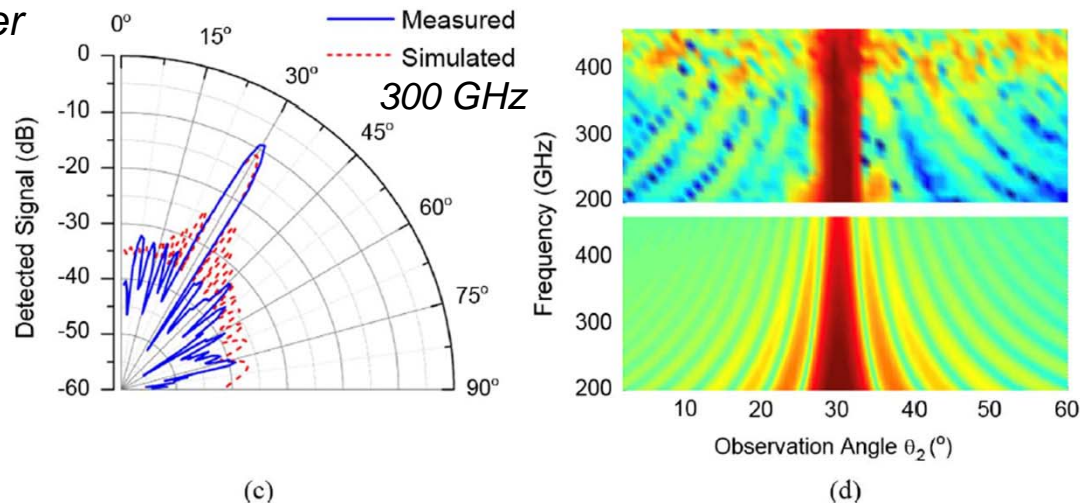 er
0°
15°
30°
45°
60°
75°
90°
Measured
Simulated
300 GHz
0
-10
-20
-30
-40
-50
-60
Detected Signal (dB)
(c)
400
300
200
400
300
200
Frequency (GHz)
10 20 30 40 50 60
Observation Angle θ₂ (°)
(d)